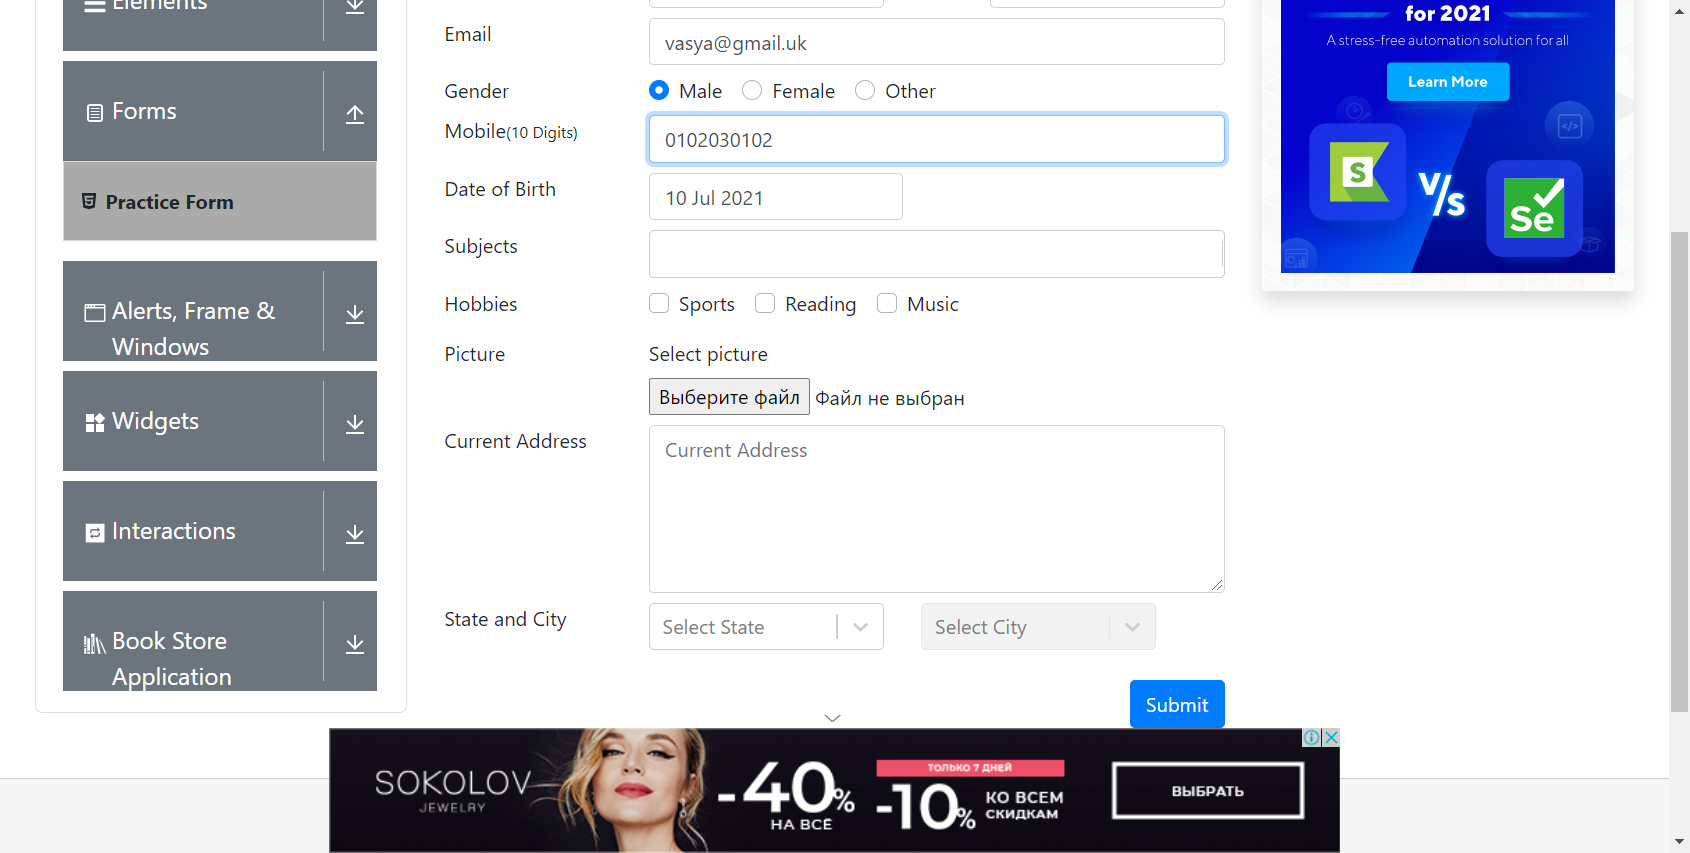 Elements
Forms
Practice Form
Alerts, Frame &
Windows
Widgets
Interactions
Book Store
Application
Email
vasya@gmail.uk
Gender
Male
Female
Other
Mobile(10 Digits)
0102030102
Date of Birth
10 Jul 2021
Subjects
Hobbies
Sports
Reading
Music
Picture
Select picture
Выберите файл
Файл не выбран
Current Address
Current Address
State and City
Select State
Select City
Submit
for 2021
A stress-free automation solution for all
Learn More
S
V/s
Se
SOKOLOV
JEWELRY
-40%
НА ВСЁ
ТОЛЬКО 7 ДНЕЙ
-10%
КО ВСЕМ
СКИДКАМ
ВЫБРАТЬ